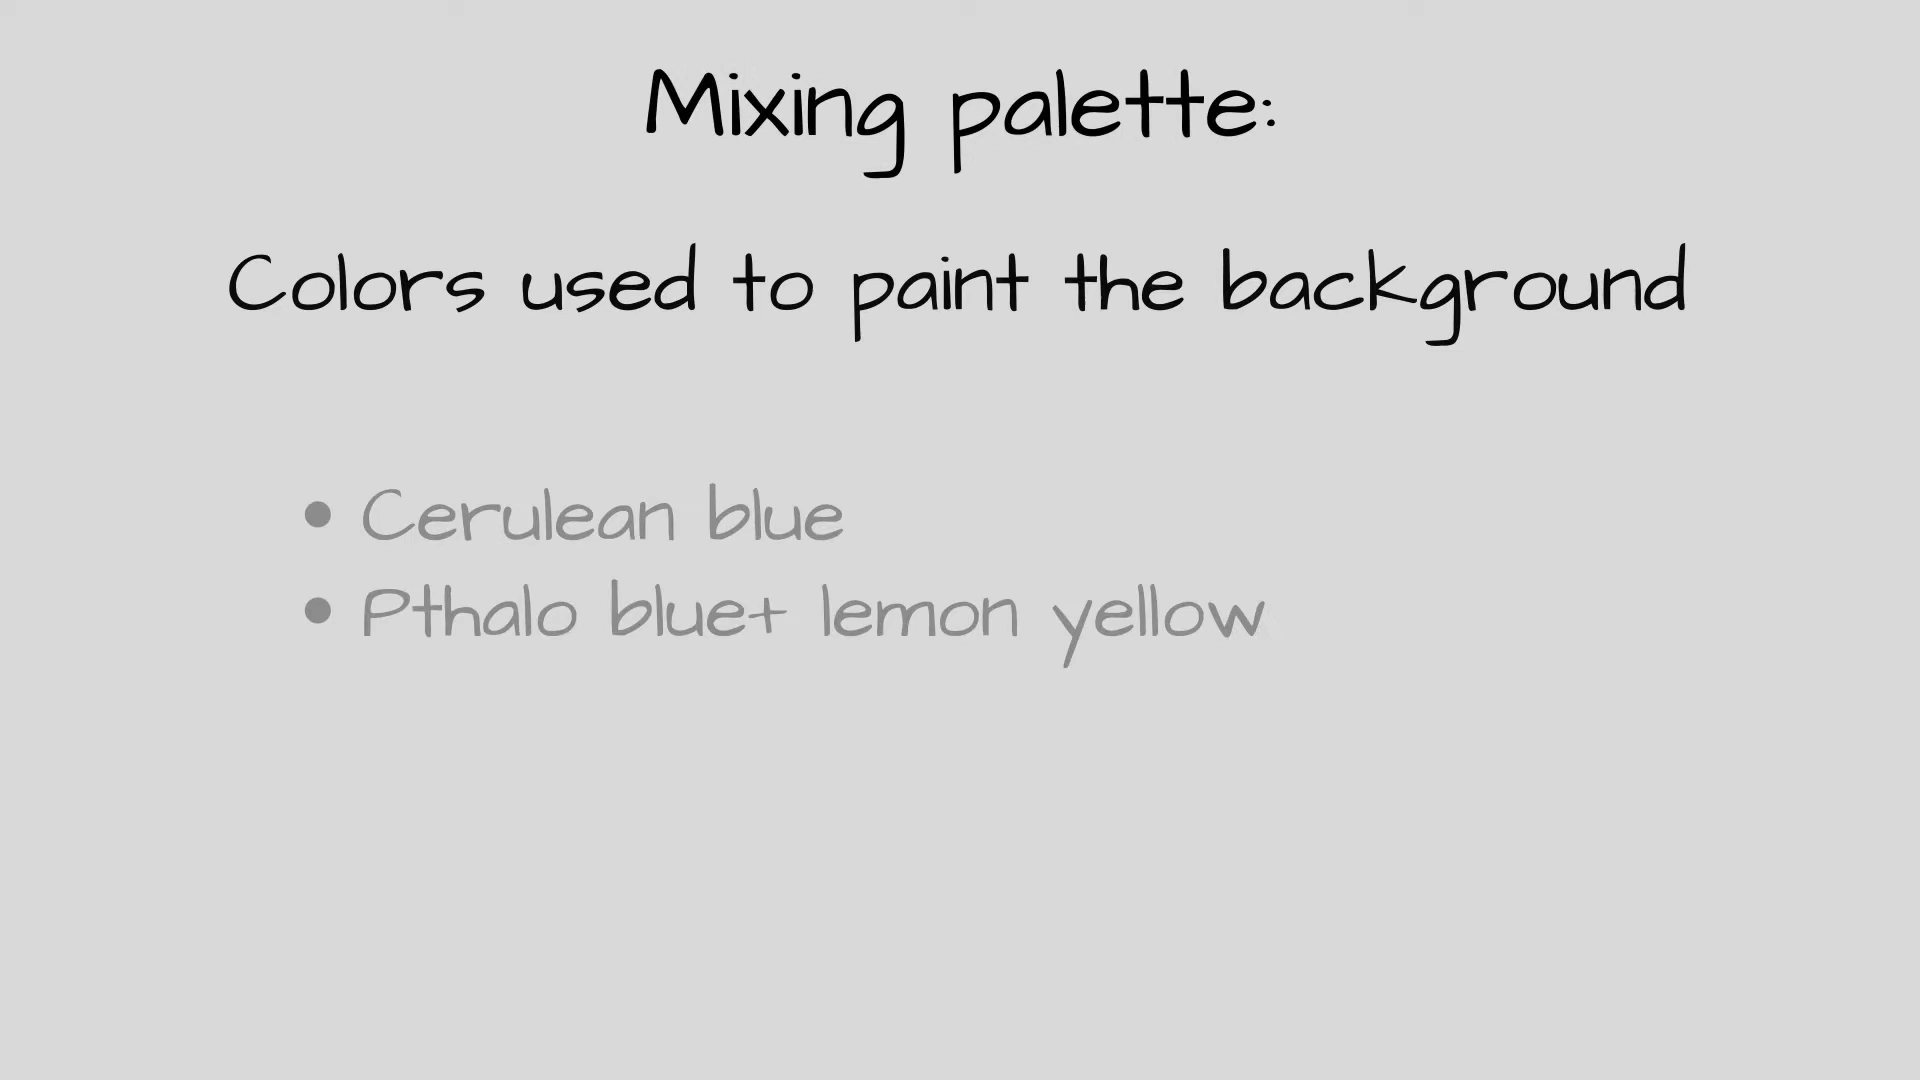 Mixing palette:
Colors used to paint the background
• Cerulean blue
• Pthalo blue+ lemon yellow